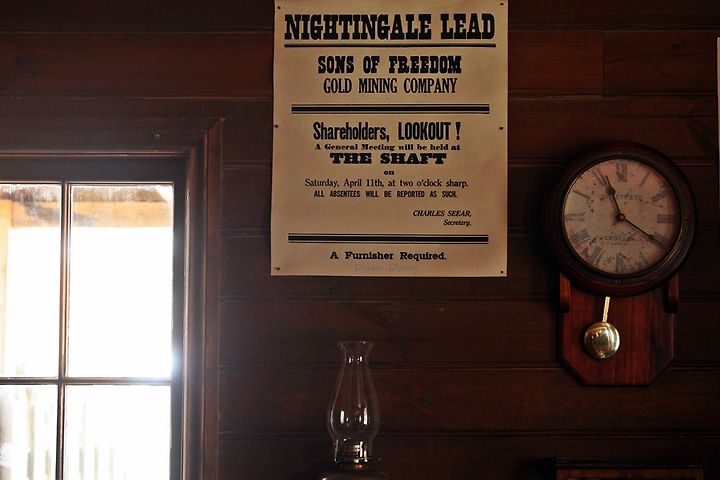 NIGHTINGALE LEAD
SONS OF FREEDOM
GOLD MINING COMPANY
Shareholders, LOOKOUT !
A General Meeting will be held at
THE SHAFT
on
Saturday, April 11th, at two o'clock sharp.
ALL ABSENTEES WILL BE REPORTED AS SUCH.
CHARLES SEEAR,
Secretary.
A Furnisher Required.